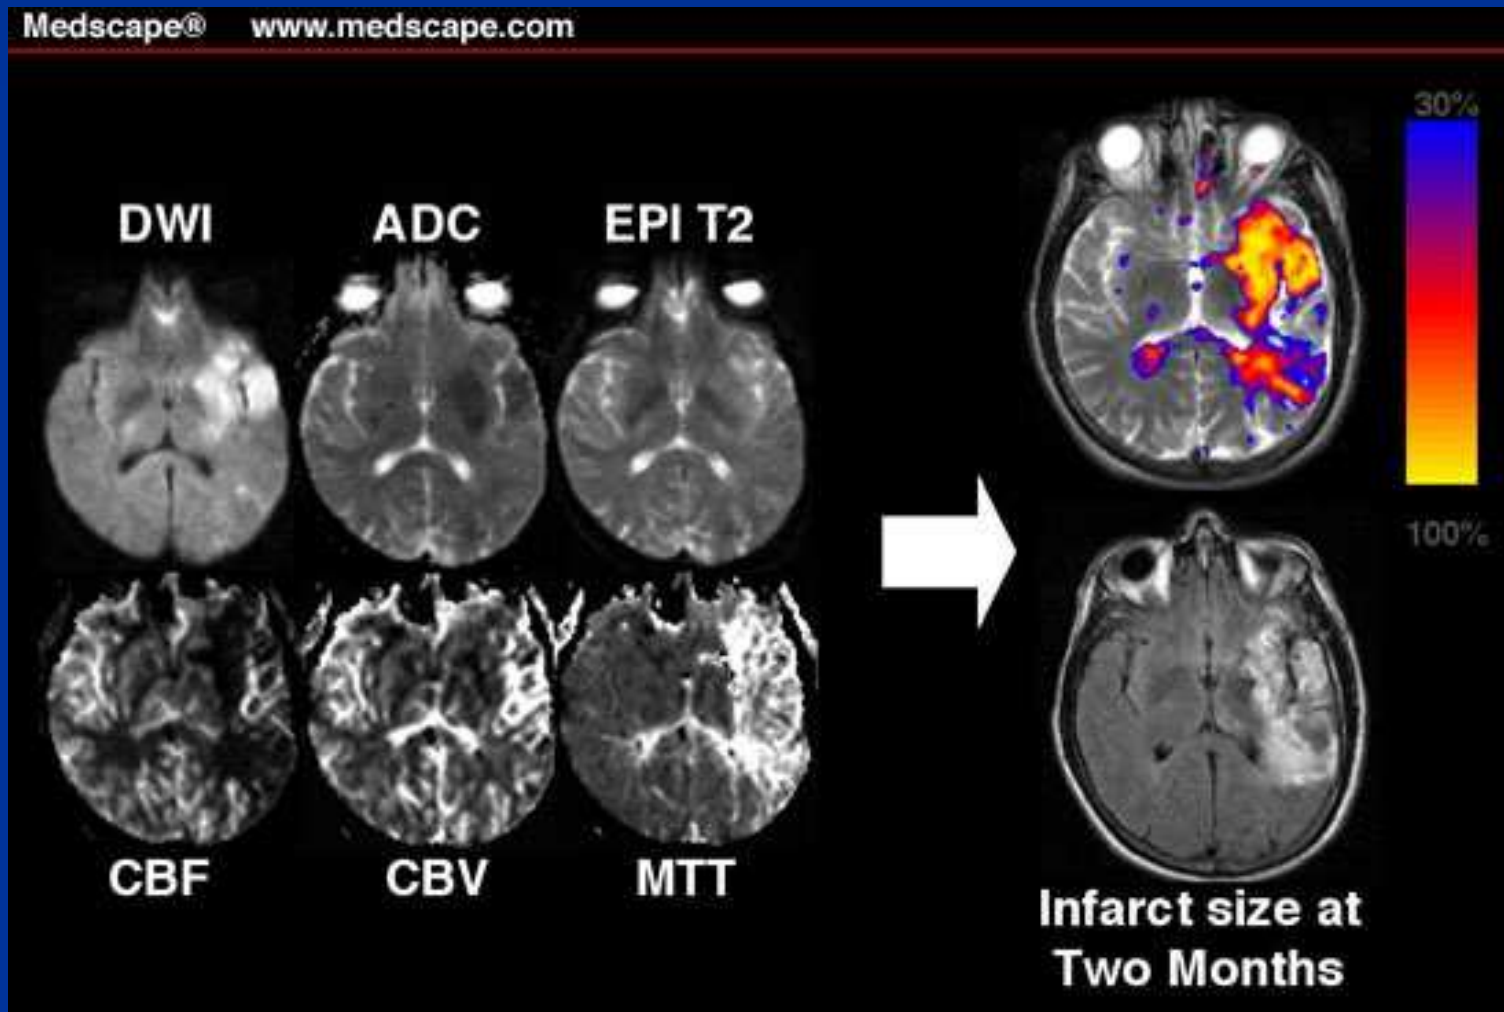 Medscape® www.medscape.com
30%
DWI ADC EPI T2
100%
CBF CBV MTT
Infarct size at
Two Months